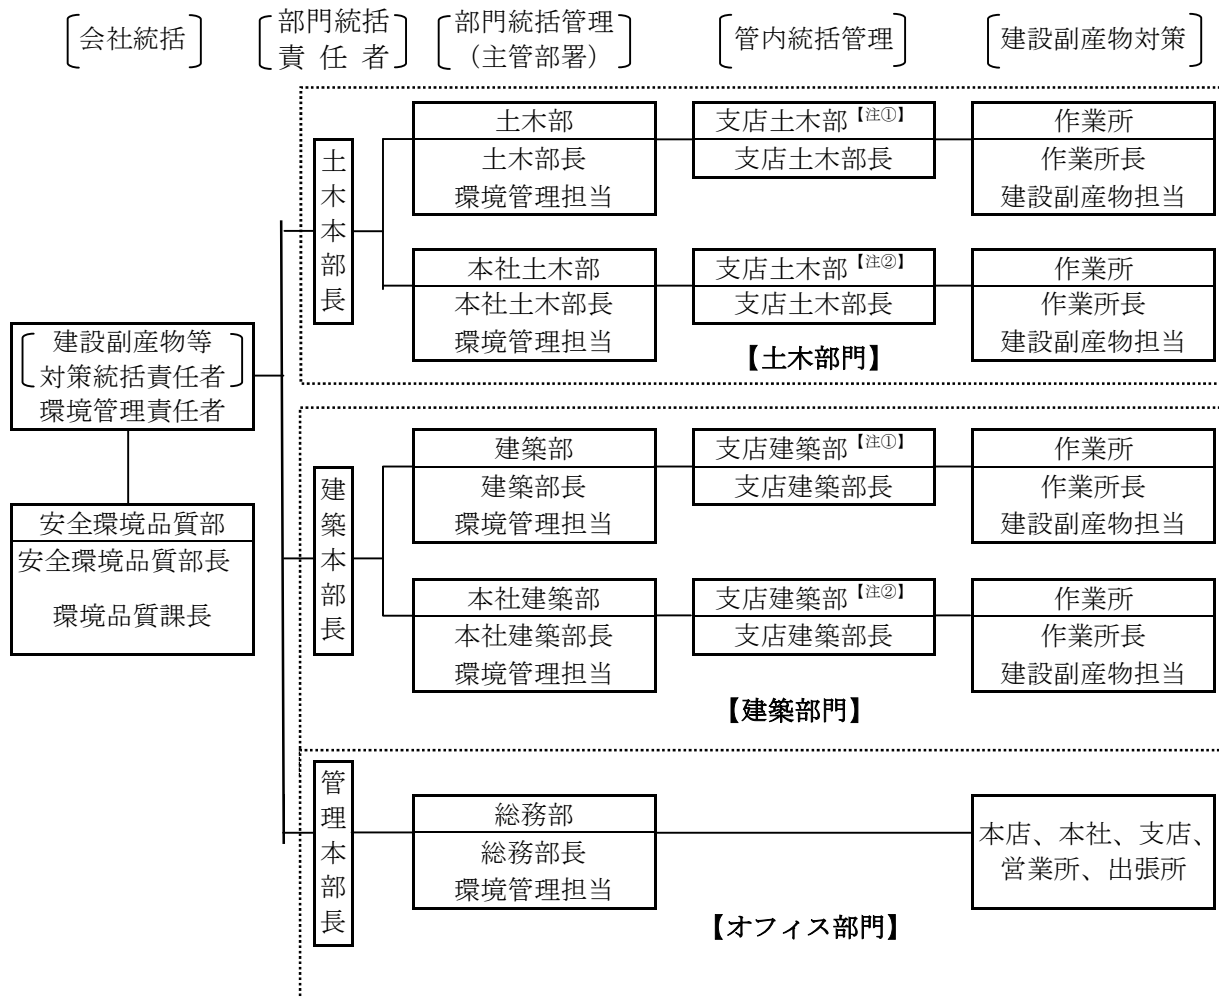 会社統括
部門統括
責任者
部門統括管理
（主管部署）
管内統括管理
建設副産物対策
土木本部長
土木部
土木部長
環境管理担当
支店土木部【注①】
支店土木部長
作業所
作業所長
建設副産物担当
本社土木部
本社土木部長
環境管理担当
支店土木部【注②】
支店土木部長
作業所
作業所長
建設副産物担当
【土木部門】
建設副産物等
対策統括責任者
環境管理責任者
安全環境品質部
安全環境品質部長
環境品質課長
建築本部長
建築部
建築部長
環境管理担当
支店建築部【注①】
支店建築部長
作業所
作業所長
建設副産物担当
本社建築部
本社建築部長
環境管理担当
支店建築部【注②】
支店建築部長
作業所
作業所長
建設副産物担当
【建築部門】
管理本部長
総務部
総務部長
環境管理担当
本店、本社、支店、
営業所、出張所
【オフィス部門】